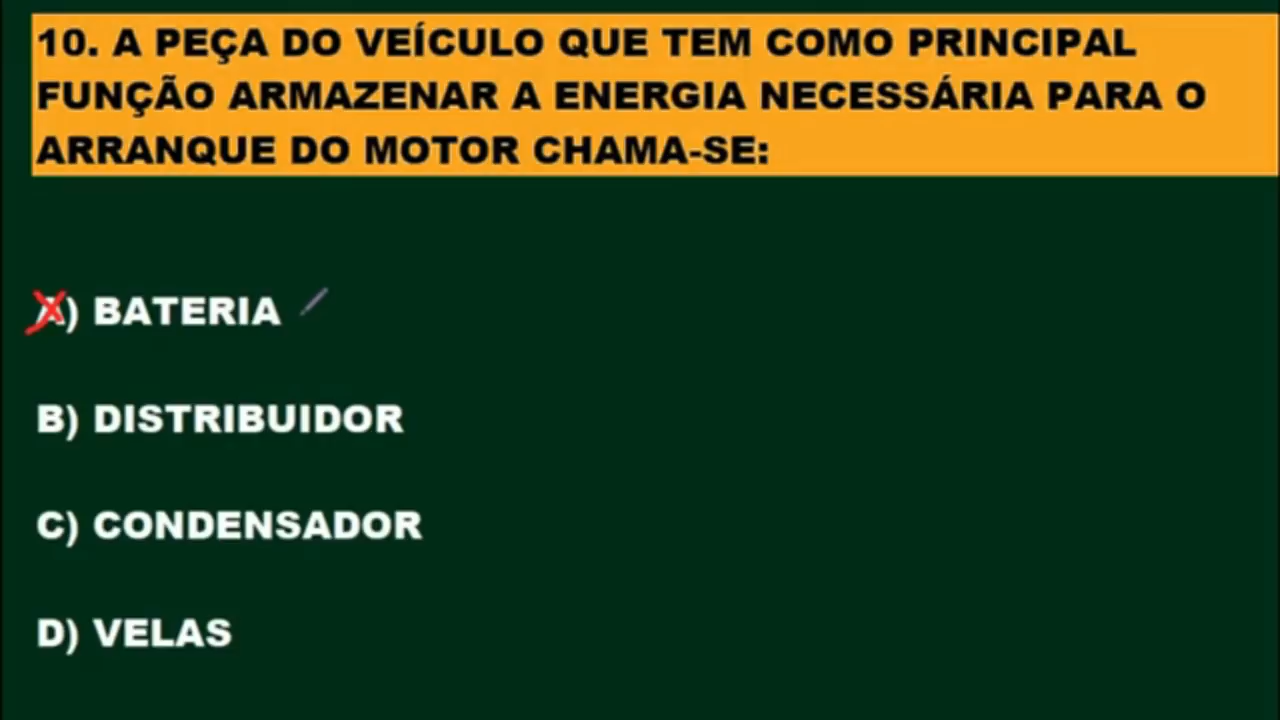 10. A PEÇA DO VEÍCULO QUE TEM COMO PRINCIPAL
FUNÇÃO ARMAZENAR A ENERGIA NECESSÁRIA PARA O
ARRANQUE DO MOTOR CHAMA-SE:
A) BATERIA
B) DISTRIBUIDOR
C) CONDENSADOR
D) VELAS